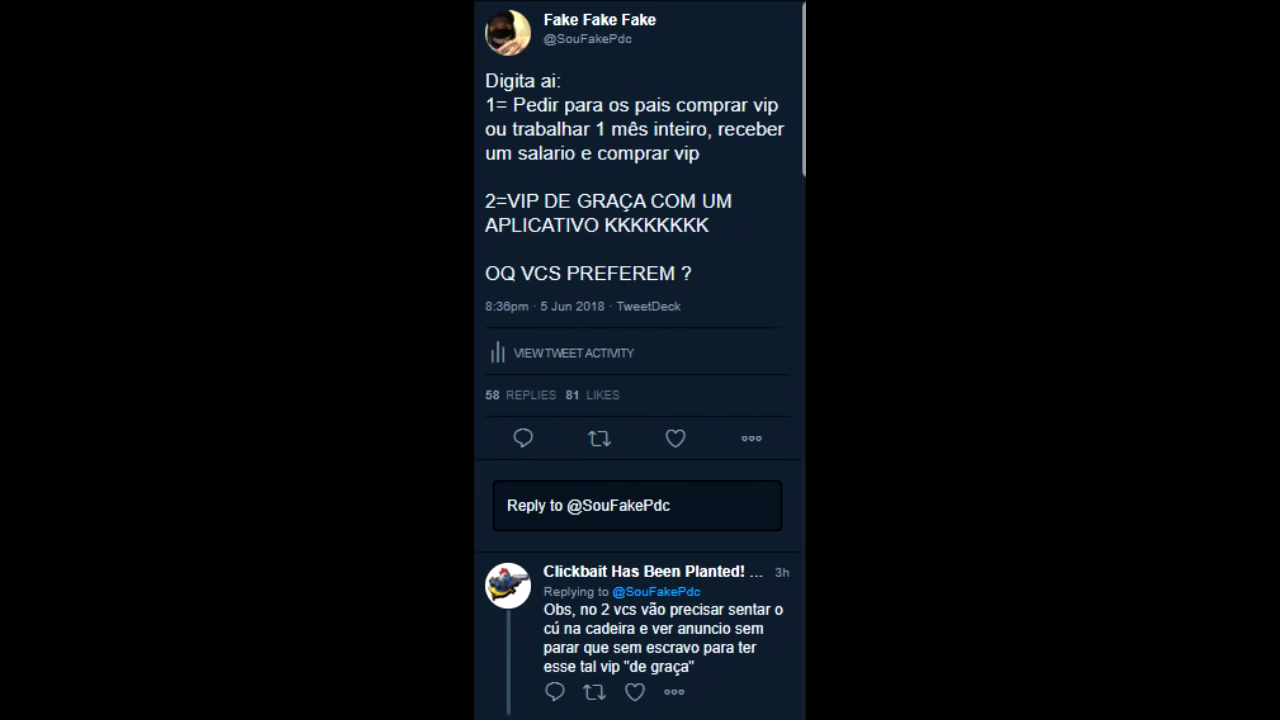 Fake Fake Fake
@SouFakePdc
Digita ai:
1= Pedir para os pais comprar vip
ou trabalhar 1 mês inteiro, receber
um salario e comprar vip
2=VIP DE GRAÇA COM UM
APLICATIVO KKKKKKKK
OQ VCS PREFEREM ?
8:36pm · 5 Jun 2018 · TweetDeck
VIEW TWEET ACTIVITY
58 REPLIES 81 LIKES
Reply to @SouFakePdc
Clickbait Has Been Planted! ... 3h
Replying to @SouFakePdc
Obs, no 2 vcs vão precisar sentar o
cú na cadeira e ver anuncio sem
parar que sem escravo para ter
esse tal vip "de graça"